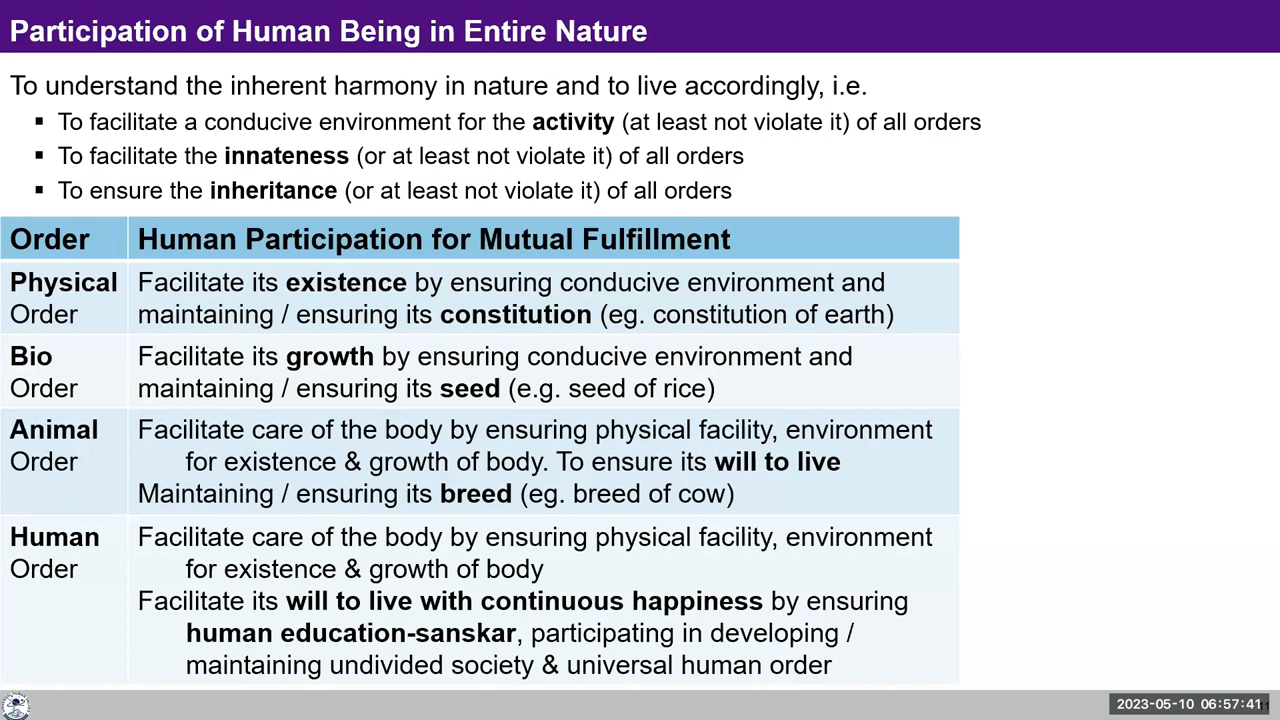 Participation of Human Being in Entire Nature
To understand the inherent harmony in nature and to live accordingly, i.e.
▪ To facilitate a conducive environment for the activity (at least not violate it) of all orders
▪ To facilitate the innateness (or at least not violate it) of all orders
▪ To ensure the inheritance (or at least not violate it) of all orders
Order Human Participation for Mutual Fulfillment
Physical Facilitate its existence by ensuring conducive environment and
Order maintaining / ensuring its constitution (eg. constitution of earth)
Bio Facilitate its growth by ensuring conducive environment and
Order maintaining / ensuring its seed (e.g. seed of rice)
Animal Facilitate care of the body by ensuring physical facility, environment
Order for existence & growth of body. To ensure its will to live
Maintaining / ensuring its breed (eg. breed of cow)
Human Facilitate care of the body by ensuring physical facility, environment
Order for existence & growth of body
Facilitate its will to live with continuous happiness by ensuring
human education-sanskar, participating in developing /
maintaining undivided society & universal human order
2023-05-10 06:57:41